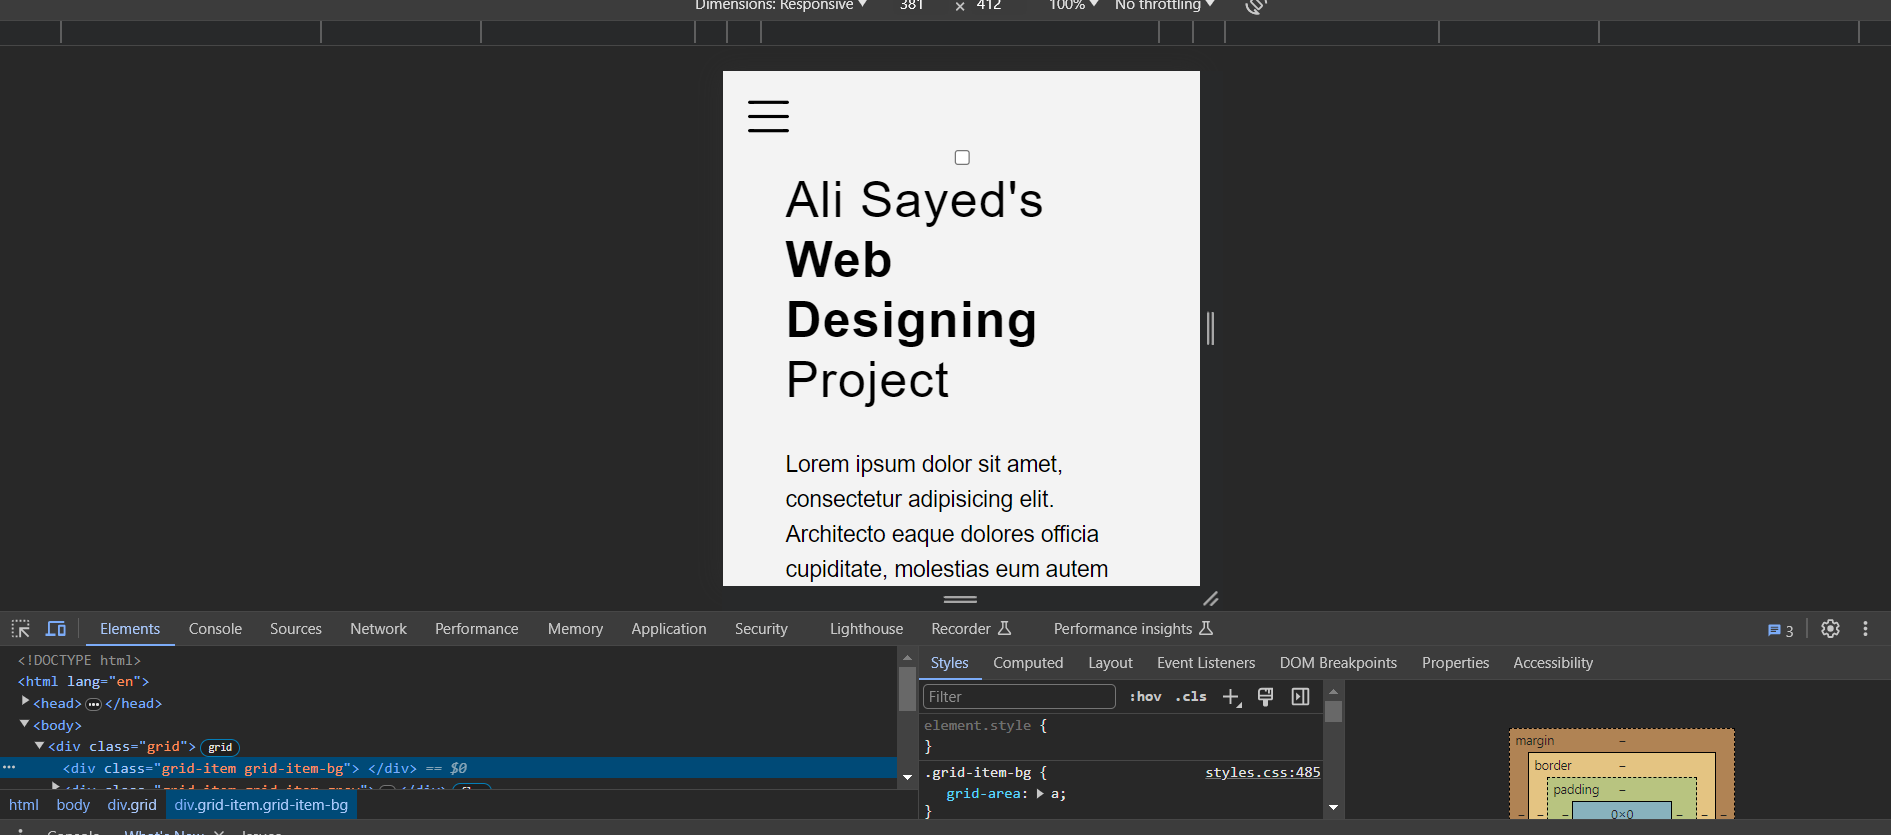 Dimensions: Responsive 381 × 412 100% No throttling
Ali Sayed's
Web
Designing
Project
Lorem ipsum dolor sit amet,
consectetur adipisicing elit.
Architecto eaque dolores officia
cupiditate, molestias eum autem
Elements Console Sources Network Performance Memory Application Security Lighthouse Recorder Performance insights 3
<!DOCTYPE html>
<html lang="en">
<head> ••• </head>
<body>
<div class="grid"> grid
••• <div class="grid-item grid-item-bg"> </div> == $0
html body div.grid div.grid-item.grid-item-bg
Styles Computed Layout Event Listeners DOM Breakpoints Properties Accessibility
Filter :hov .cls
element.style {
}
.grid-item-bg { styles.css:485
grid-area: a;
}
margin –
border –
padding –
– – – 0×0 – – –
Console What's New Issues